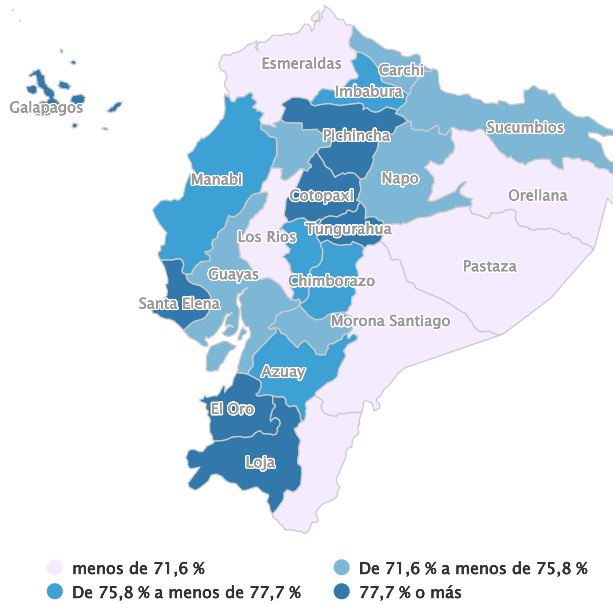 Esmeraldas
Carchi
Imbabura
Galapagos
Sucumbios
Pichincha
Manabi
Napo
Cotopaxi
Orellana
Tungurahua
Los Rios
Pastaza
Guayas
Chimborazo
Santa Elena
Morona Santiago
Azuay
El Oro
Loja
menos de 71,6 %
De 71,6 % a menos de 75,8 %
De 75,8 % a menos de 77,7 %
77,7 % o más